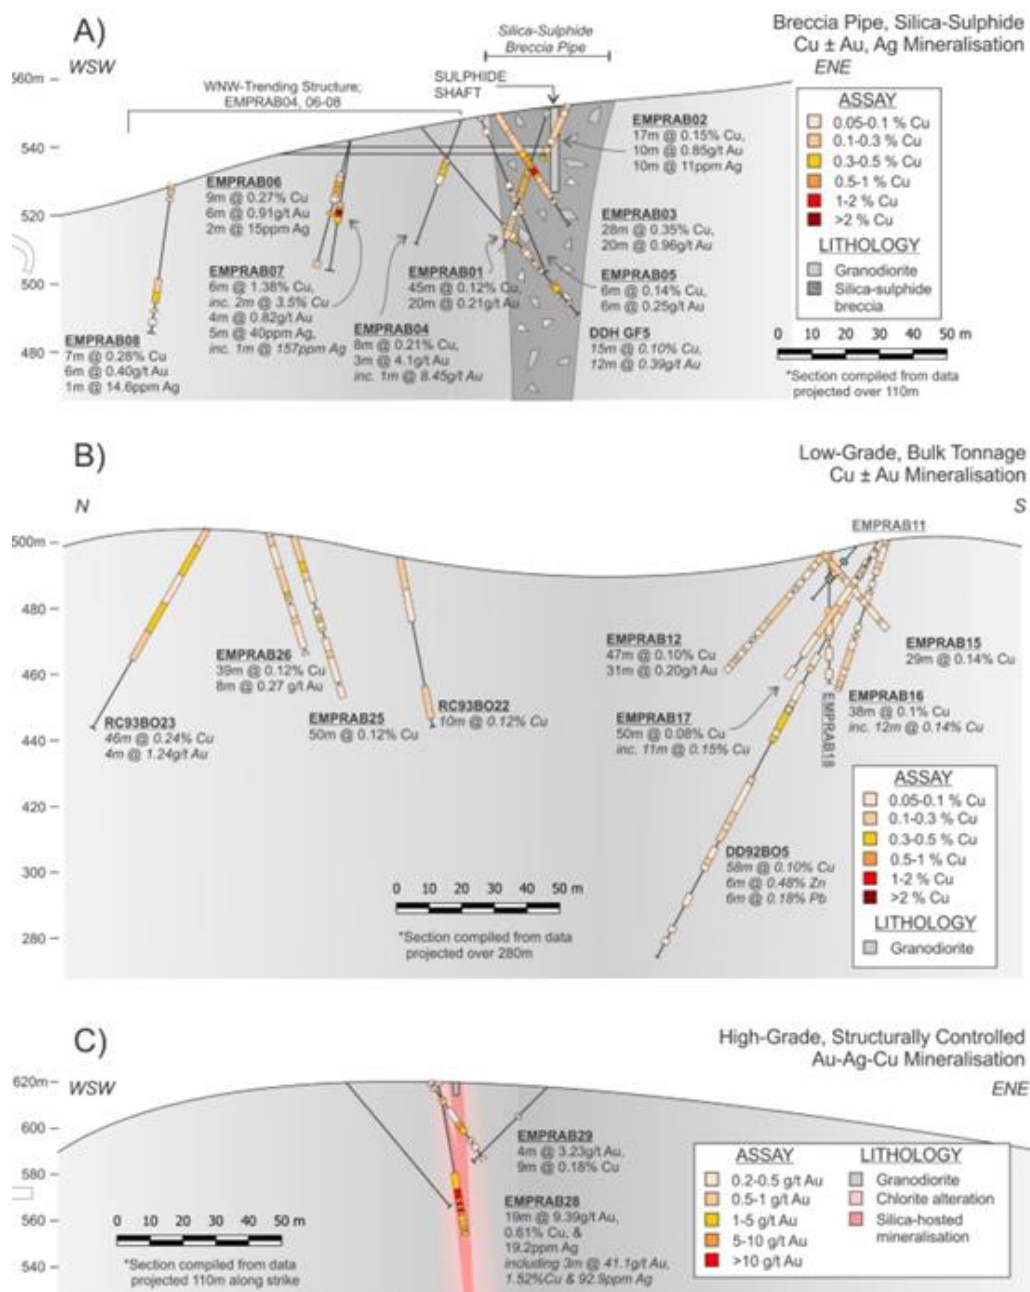 A)
WSW
Silica-Sulphide
Breccia Pipe
Breccia Pipe, Silica-Sulphide
Cu ± Au, Ag Mineralisation
ENE
WNW-Trending Structure;
EMPRAB04, 06-08
SULPHIDE
SHAFT
560m
540
520
500
480
EMPRAB02
17m @ 0.15% Cu,
10m @ 0.85g/t Au
10m @ 11ppm Ag
EMPRAB06
9m @ 0.27% Cu
6m @ 0.91g/t Au
2m @ 15ppm Ag
EMPRAB03
28m @ 0.35% Cu,
20m @ 0.96g/t Au
EMPRAB07
6m @ 1.38% Cu,
inc. 2m @ 3.5% Cu
4m @ 0.82g/t Au
5m @ 40ppm Ag,
inc. 1m @ 157ppm Ag
EMPRAB01
45m @ 0.12% Cu,
20m @ 0.21g/t Au
EMPRAB05
6m @ 0.14% Cu,
6m @ 0.25g/t Au
EMPRAB04
8m @ 0.21% Cu,
3m @ 4.1g/t Au
inc. 1m @ 8.45g/t Au
DDH GF5
15m @ 0.10% Cu,
12m @ 0.39g/t Au
EMPRAB08
7m @ 0.28% Cu
6m @ 0.40g/t Au
1m @ 14.6ppm Ag
ASSAY
0.05-0.1 % Cu
0.1-0.3 % Cu
0.3-0.5 % Cu
0.5-1 % Cu
1-2 % Cu
>2 % Cu
LITHOLOGY
Granodiorite
Silica-sulphide
breccia
0 10 20 30 40 50 m
*Section compiled from data
projected over 110m
B)
N
Low-Grade, Bulk Tonnage
Cu ± Au Mineralisation
S
500m
480
460
440
420
300
280
EMPRAB11
EMPRAB26
39m @ 0.12% Cu
8m @ 0.27 g/t Au
EMPRAB12
47m @ 0.10% Cu
31m @ 0.20g/t Au
EMPRAB15
29m @ 0.14% Cu
RC93BO23
46m @ 0.24% Cu
4m @ 1.24g/t Au
EMPRAB25
50m @ 0.12% Cu
RC93BO22
10m @ 0.12% Cu
EMPRAB17
50m @ 0.08% Cu
inc. 11m @ 0.15% Cu
EMPRAB18
EMPRAB16
38m @ 0.1% Cu
inc. 12m @ 0.14% Cu
DD92BO5
58m @ 0.10% Cu
6m @ 0.48% Zn
6m @ 0.18% Pb
0 10 20 30 40 50 m
*Section compiled from data
projected over 280m
ASSAY
0.05-0.1 % Cu
0.1-0.3 % Cu
0.3-0.5 % Cu
0.5-1 % Cu
1-2 % Cu
>2 % Cu
LITHOLOGY
Granodiorite
C)
WSW
High-Grade, Structurally Controlled
Au-Ag-Cu Mineralisation
ENE
620m
600
580
560
540
EMPRAB29
4m @ 3.23g/t Au,
9m @ 0.18% Cu
EMPRAB28
19m @ 9.39g/t Au,
0.61% Cu, &
19.2ppm Ag
including 3m @ 41.1g/t Au,
1.52%Cu & 92.9ppm Ag
0 10 20 30 40 50 m
*Section compiled from data
projected 110m along strike
ASSAY
0.2-0.5 g/t Au
0.5-1 g/t Au
1-5 g/t Au
5-10 g/t Au
>10 g/t Au
LITHOLOGY
Granodiorite
Chlorite alteration
Silica-hosted
mineralisation